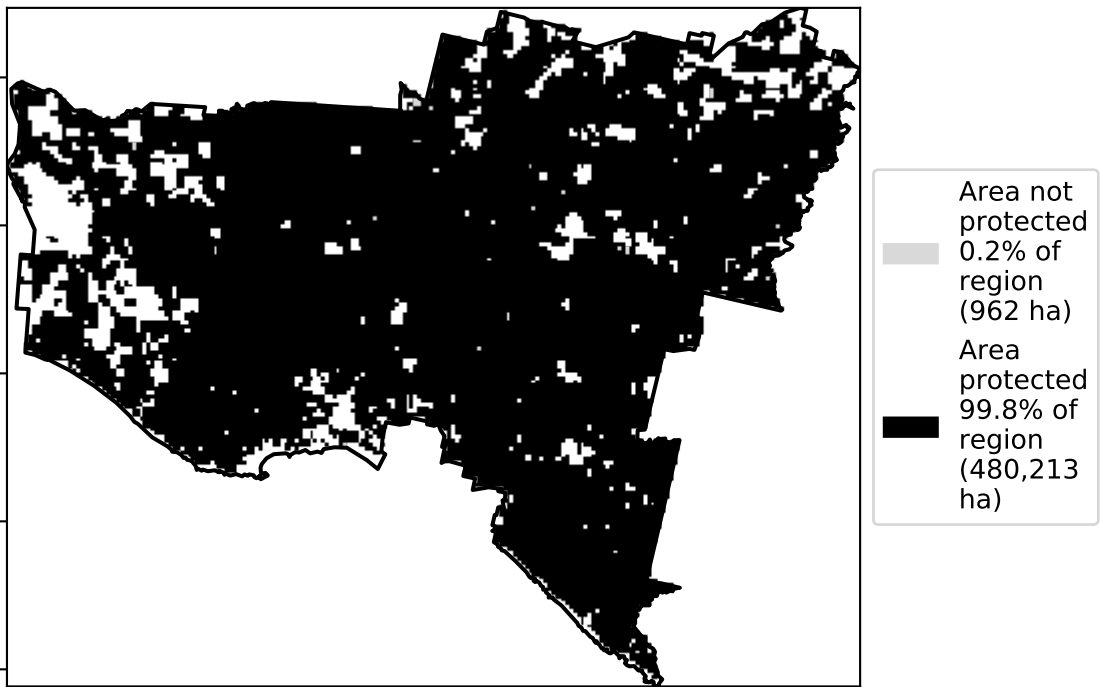 Area not
protected
0.2% of
region
(962 ha)
Area
protected
99.8% of
region
(480,213
ha)